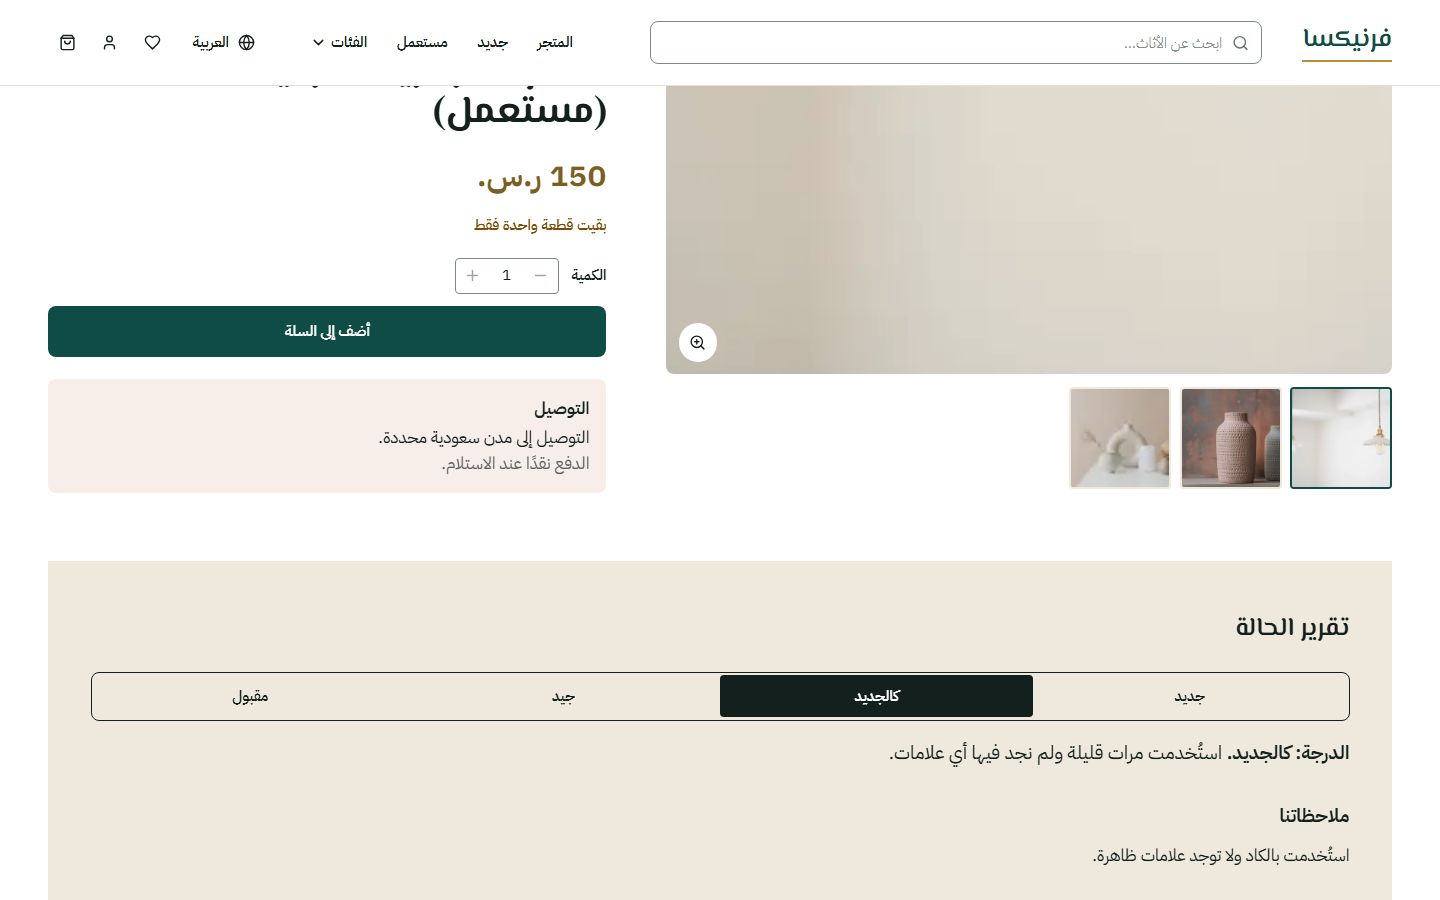 فرنيكسا
ابحث عن الأثاث...
المتجر
جديد
مستعمل
الفئات
العربية
(مستعمل)
150 ر.س.
بقيت قطعة واحدة فقط
الكمية
1
أضف إلى السلة
التوصيل
التوصيل إلى مدن سعودية محددة.
الدفع نقدًا عند الاستلام.
تقرير الحالة
جديد
كالجديد
جيد
مقبول
الدرجة: كالجديد. استُخدمت مرات قليلة ولم نجد فيها أي علامات.
ملاحظاتنا
استُخدمت بالكاد ولا توجد علامات ظاهرة.